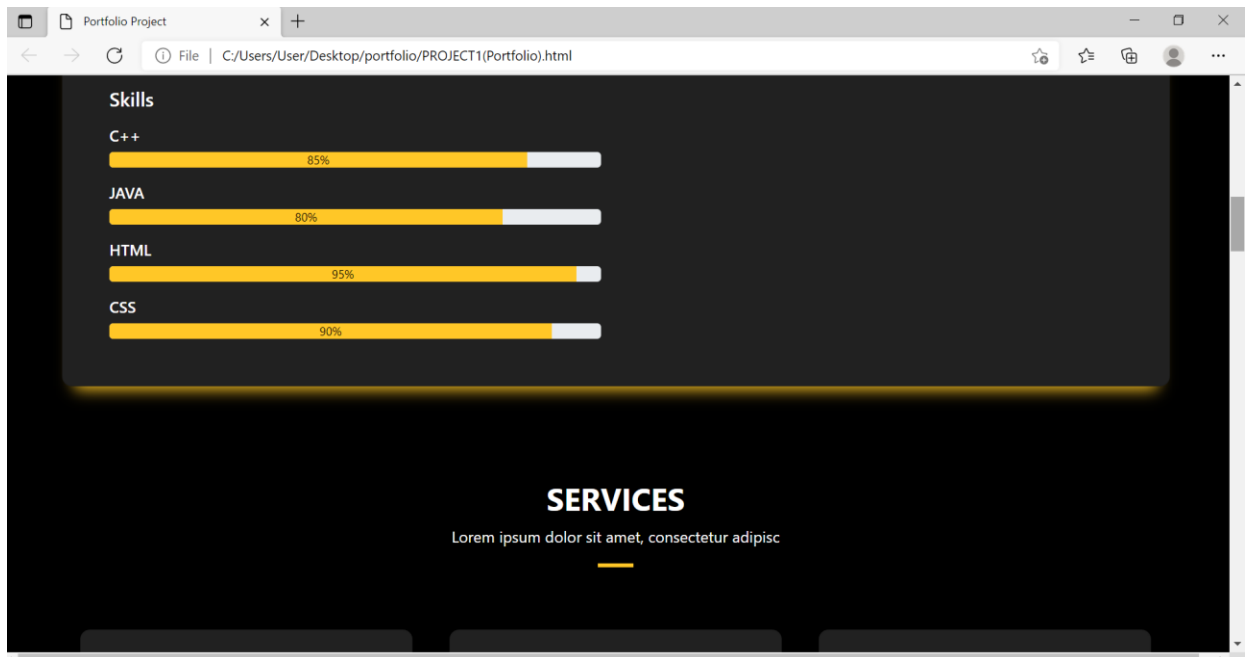 Portfolio Project
File | C:/Users/User/Desktop/portfolio/PROJECT1(Portfolio).html
Skills
C++
85%
JAVA
80%
HTML
95%
CSS
90%
SERVICES
Lorem ipsum dolor sit amet, consectetur adipisc